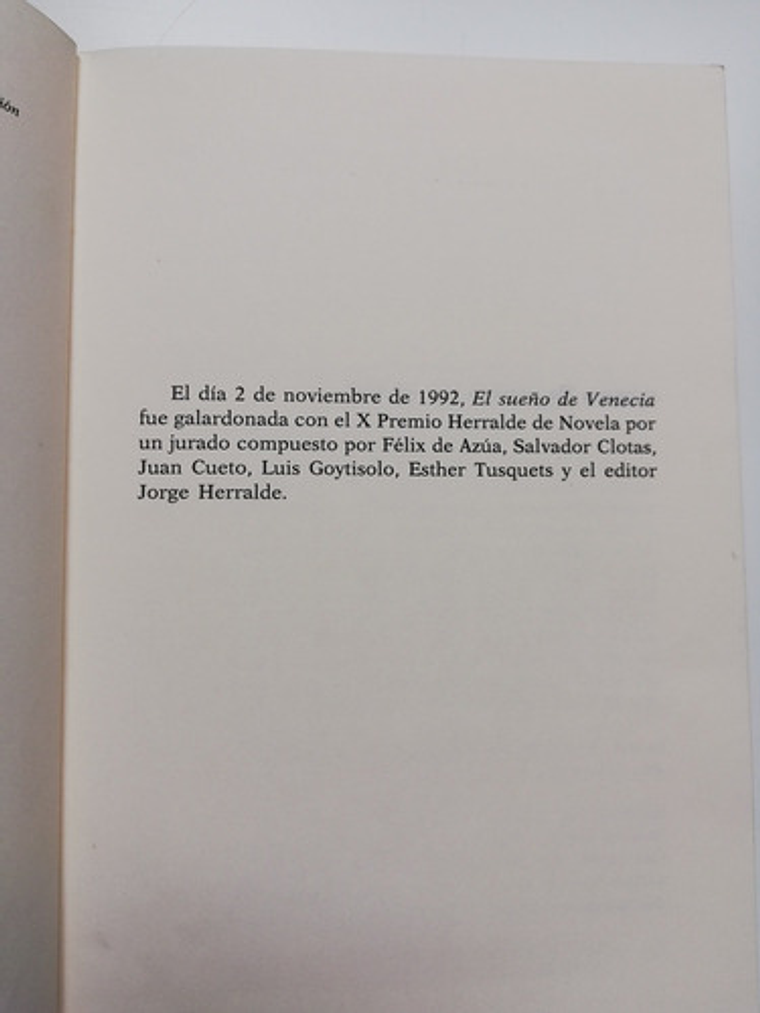 ión
El día 2 de noviembre de 1992, El sueño de Venecia
fue galardonada con el X Premio Herralde de Novela por
un jurado compuesto por Félix de Azúa, Salvador Clotas,
Juan Cueto, Luis Goytisolo, Esther Tusquets y el editor
Jorge Herralde.